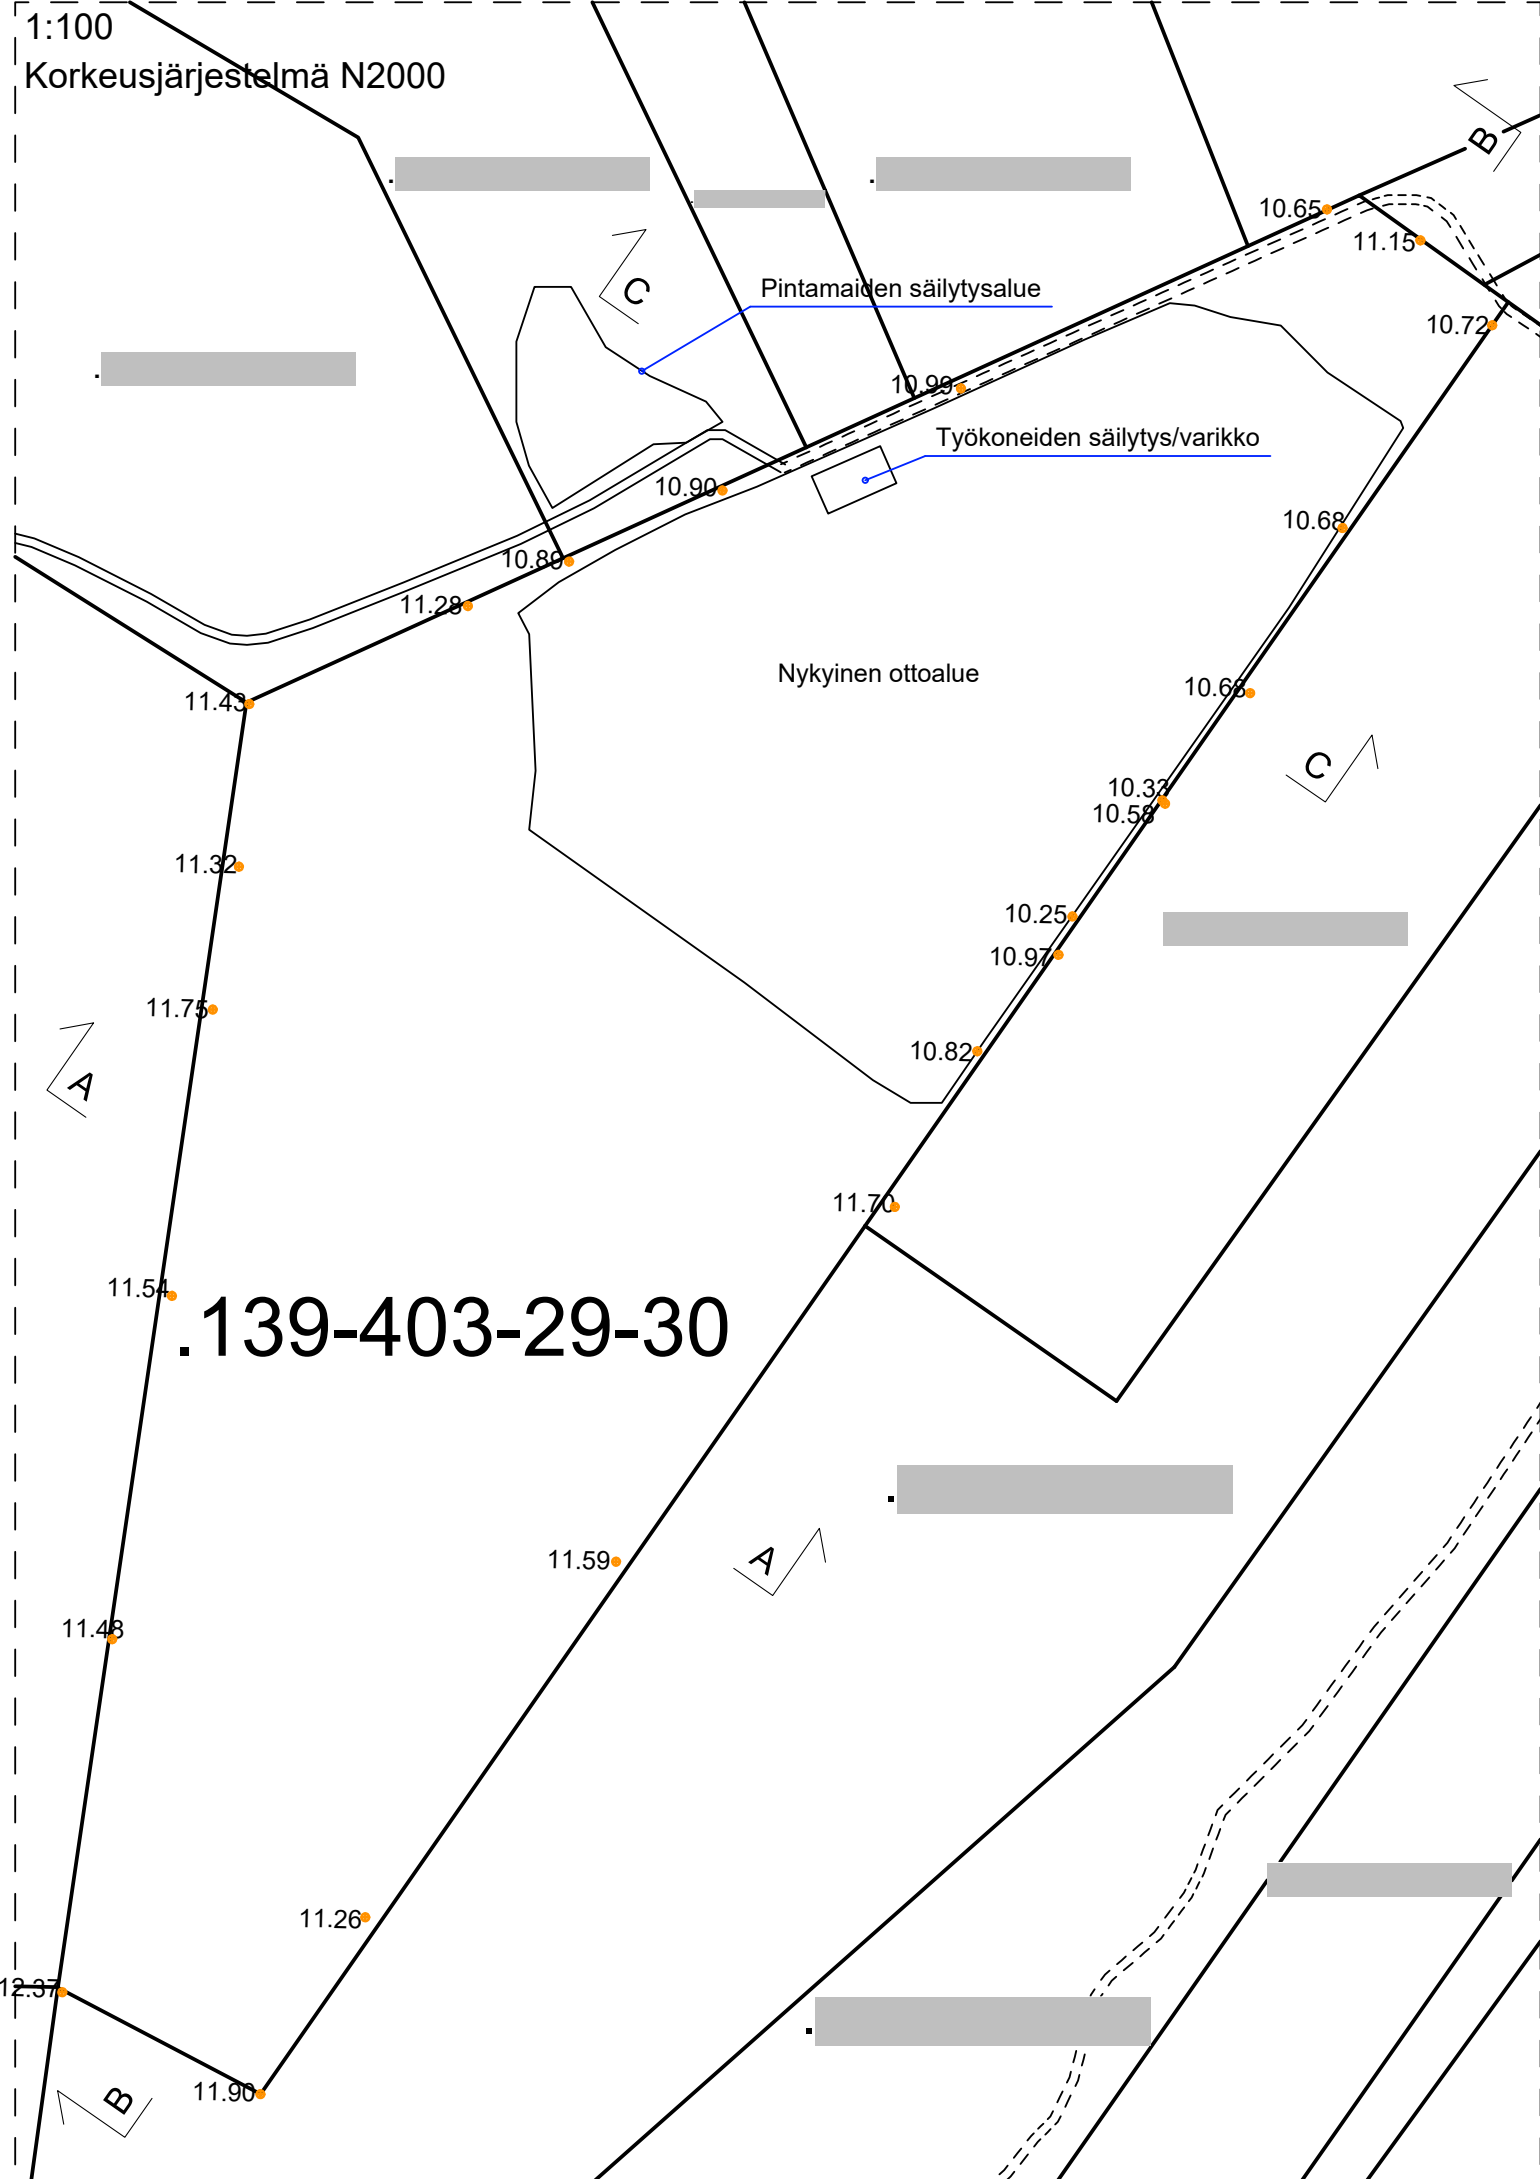 1:100
Korkeusjärjestelmä N2000
B
10.65
11.15
C
Pintamaiden säilytysalue
10.72
10.99
Työkoneiden säilytys/varikko
10.90
10.68
10.89
11.28
Nykyinen ottoalue
10.68
11.43
C
10.33
10.58
11.32
10.25
10.97
11.75
10.82
A
11.70
11.54
.139-403-29-30
11.59
A
11.48
11.26
12.37
11.90
B